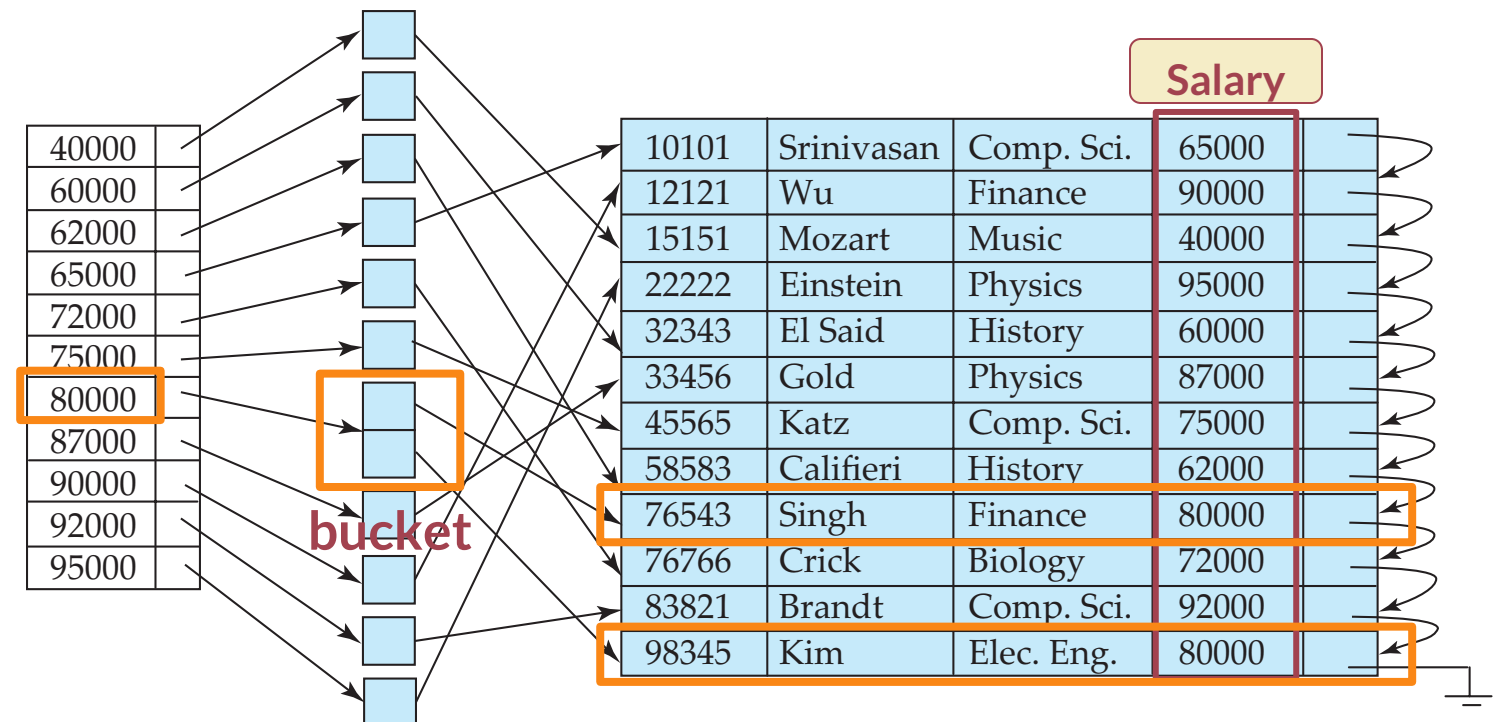 Salary
40000
60000
62000
65000
72000
75000
80000
87000
90000
92000
95000
bucket
10101 Srinivasan Comp. Sci. 65000
12121 Wu Finance 90000
15151 Mozart Music 40000
22222 Einstein Physics 95000
32343 El Said History 60000
33456 Gold Physics 87000
45565 Katz Comp. Sci. 75000
58583 Califieri History 62000
76543 Singh Finance 80000
76766 Crick Biology 72000
83821 Brandt Comp. Sci. 92000
98345 Kim Elec. Eng. 80000